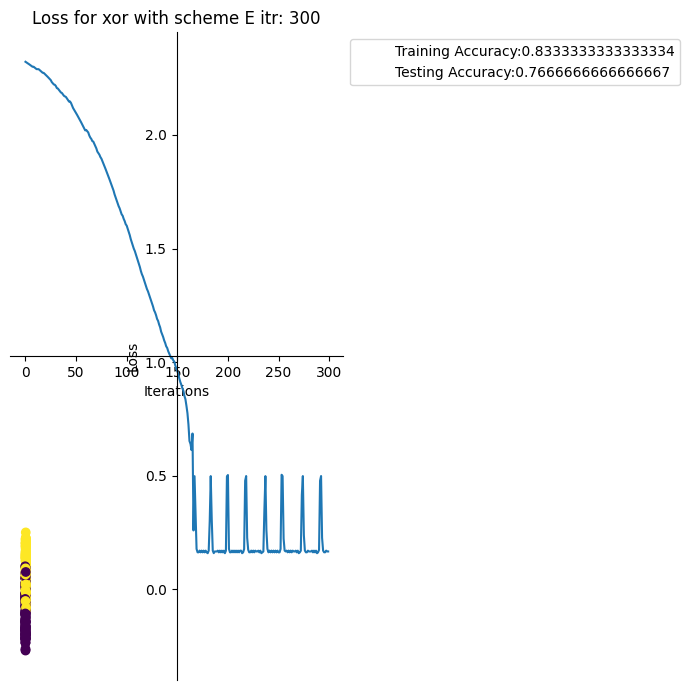 Loss for xor with scheme E itr: 300
Training Accuracy:0.8333333333333334
Testing Accuracy:0.7666666666666667
2.0
1.5
1.0
Loss
0 50 100 150 200 250 300
Iterations
0.5
0.0